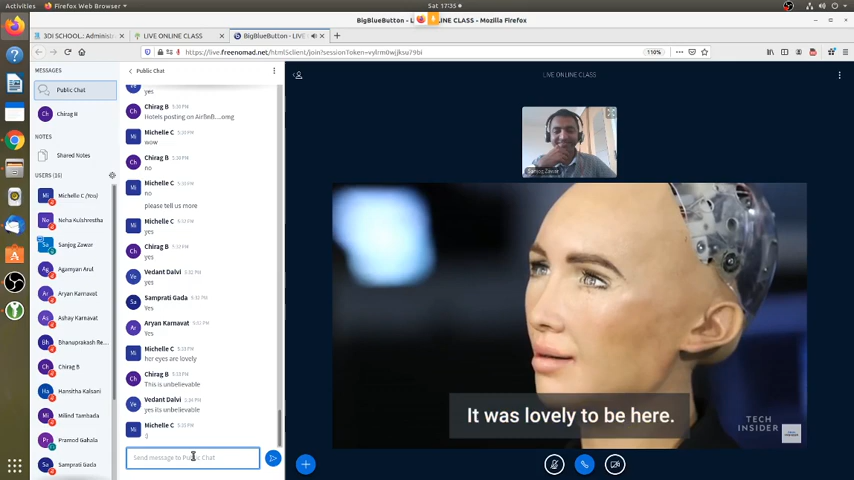 Activities
Firefox Web Browser
Sat 17:35
BigBlueButton - LI
NE CLASS - Mozilla Firefox
3DI SCHOOL: Administra
LIVE ONLINE CLASS
BigBlueButton - LIVE
https://live.freenomad.net/html5client/join?sessionToken=
110%
MESSAGES
Public Chat
Chirag B
NOTES
Shared Notes
USERS
Michelle C (You)
Neha Kulshrestha
Sanjog Zawar
Agamyan Arul
Aryan Karnavat
Ashay Karnavat
Bhanuprakash Re...
Chirag B
Hansitha Kalsani
Milind Tambada
Pramod Gahala
Samprati Gada
Public Chat
yes
Chirag B
Hotels posting on AirBnB....omg
Michelle C
wow
Chirag B
no
Michelle C
no
please tell us more
Michelle C
yes
Chirag B
yes
Vedant Dalvi
yes
Samprati Gada
Yes
Aryan Karnavat
Yes
Michelle C
her eyes are lovely
Chirag B
This is unbelievable
Vedant Dalvi
yes its unbelievable
Michelle C
:)
Send message to Public Chat
LIVE ONLINE CLASS
Sanjog Zawar
It was lovely to be here.
TECH
INSIDER